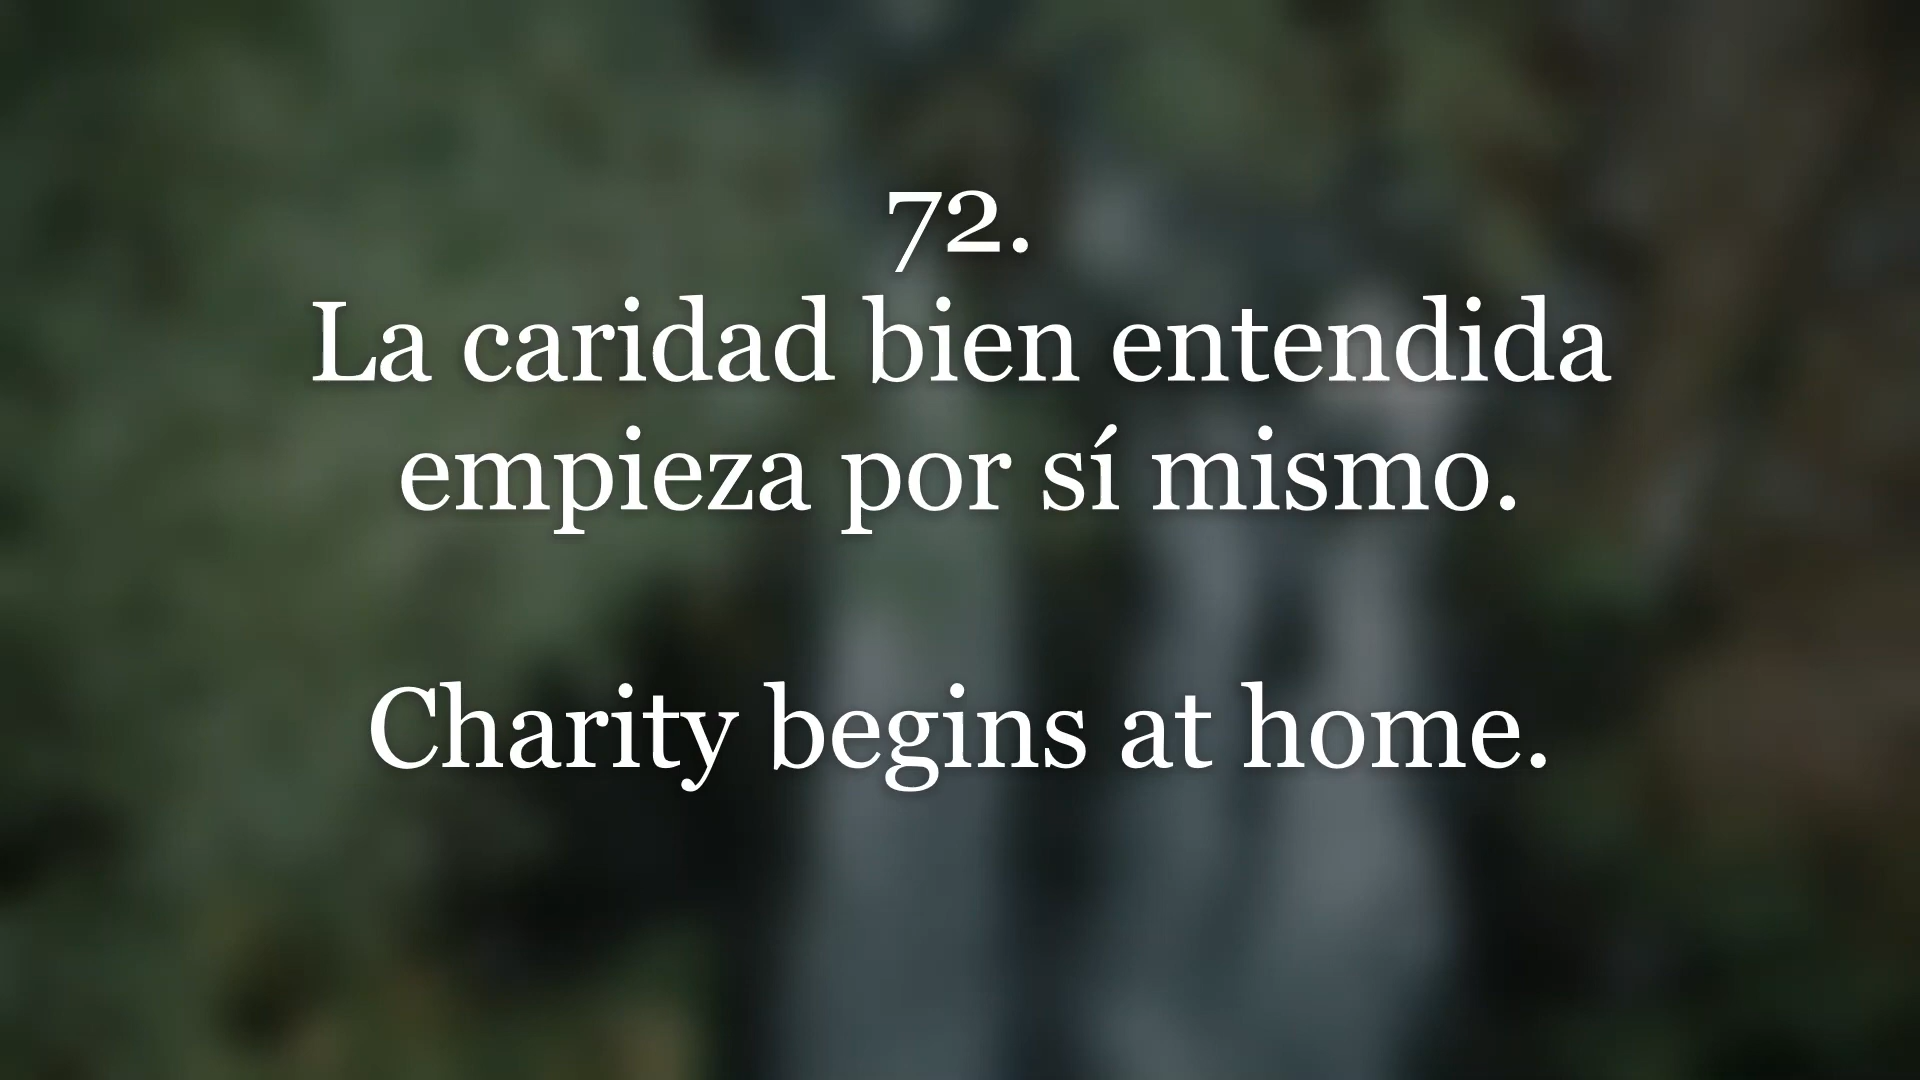 72.
La caridad bien entendida
empieza por sí mismo.
Charity begins at home.